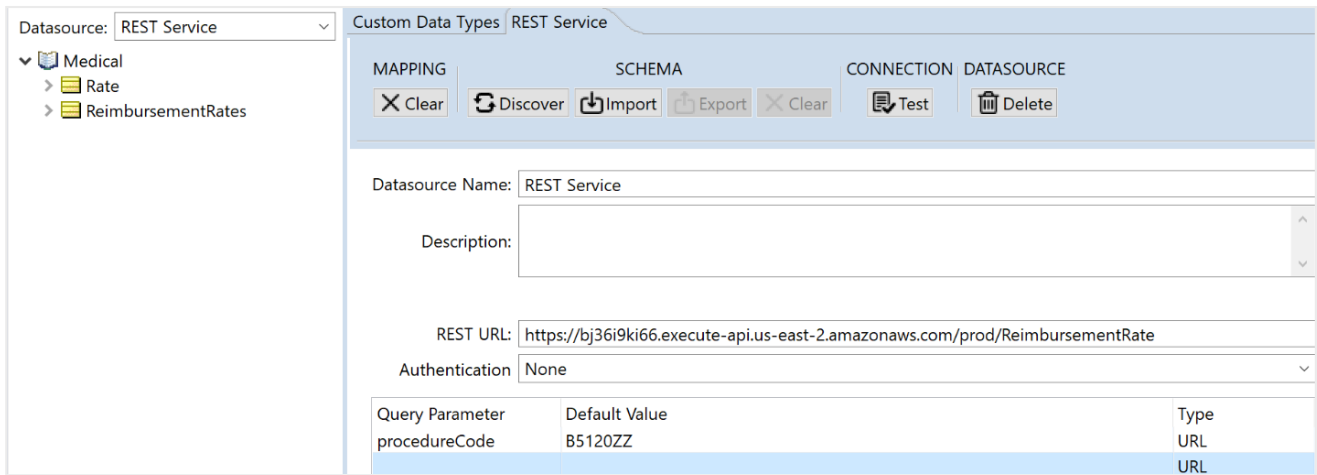 Datasource: REST Service
Medical
Rate
ReimbursementRates
Custom Data Types REST Service
MAPPING SCHEMA CONNECTION DATASOURCE
Clear Discover Import Export Clear Test Delete
Datasource Name: REST Service
Description:
REST URL: https://bj36i9ki66.execute-api.us-east-2.amazonaws.com/prod/ReimbursementRate
Authentication None
Query Parameter Default Value Type
procedureCode B5120ZZ URL
URL